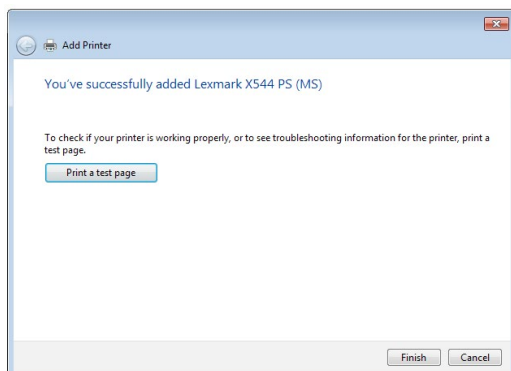 Add Printer
You've successfully added Lexmark X544 PS (MS)
To check if your printer is working properly, or to see troubleshooting information for the printer, print a
test page.
Print a test page
Finish
Cancel